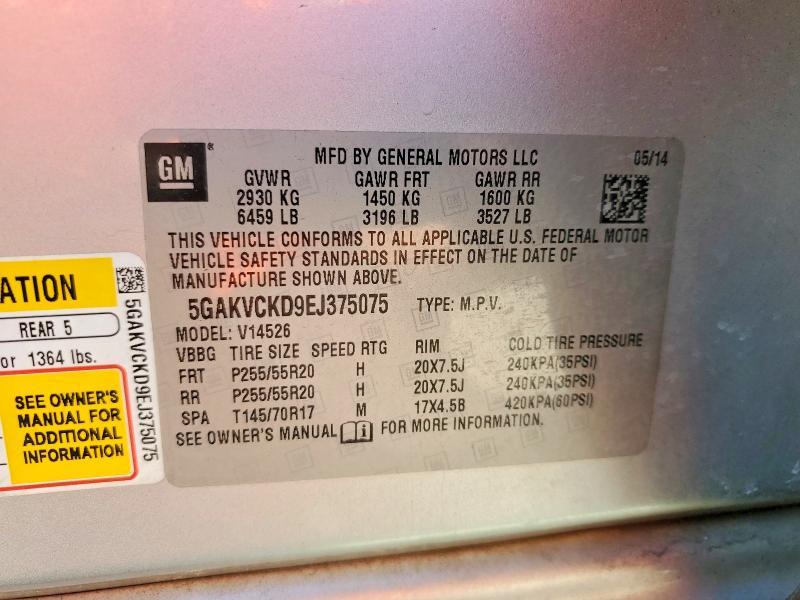 GM
®
MFD BY GENERAL MOTORS LLC 05/14
GVWR GAWR FRT GAWR RR
2930 KG 1450 KG 1600 KG
6459 LB 3196 LB 3527 LB
THIS VEHICLE CONFORMS TO ALL APPLICABLE U.S. FEDERAL MOTOR
VEHICLE SAFETY STANDARDS IN EFFECT ON THE DATE OF
MANUFACTURE SHOWN ABOVE.
5GAKVCKD9EJ375075 TYPE: M.P.V.
MODEL: V14526
VBBG TIRE SIZE SPEED RTG RIM COLD TIRE PRESSURE
FRT P255/55R20 H 20X7.5J 240KPA(35PSI)
RR P255/55R20 H 20X7.5J 240KPA(35PSI)
SPA T145/70R17 M 17X4.5B 420KPA(60PSI)
SEE OWNER'S MANUAL FOR MORE INFORMATION.
ATION
REAR 5
or 1364 lbs.
SEE OWNER'S
MANUAL FOR
ADDITIONAL
INFORMATION
5GAKVCKD9EJ375075